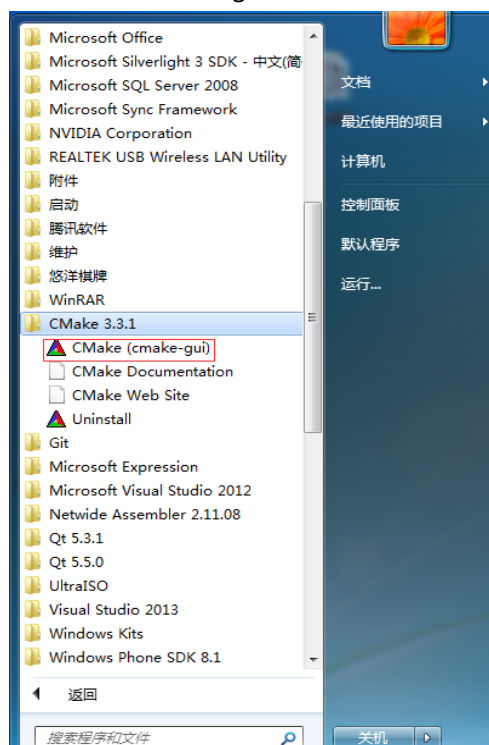 Microsoft Office
Microsoft Silverlight 3 SDK - 中文(简
Microsoft SQL Server 2008
Microsoft Sync Framework
NVIDIA Corporation
REALTEK USB Wireless LAN Utility
附件
启动
腾讯软件
维护
悠洋棋牌
WinRAR
CMake 3.3.1
CMake (cmake-gui)
CMake Documentation
CMake Web Site
Uninstall
Git
Microsoft Expression
Microsoft Visual Studio 2012
Netwide Assembler 2.11.08
Qt 5.3.1
Qt 5.5.0
UltraISO
Visual Studio 2013
Windows Kits
Windows Phone SDK 8.1
返回
搜索程序和文件
文档
最近使用的项目
计算机
控制面板
默认程序
运行...
关机